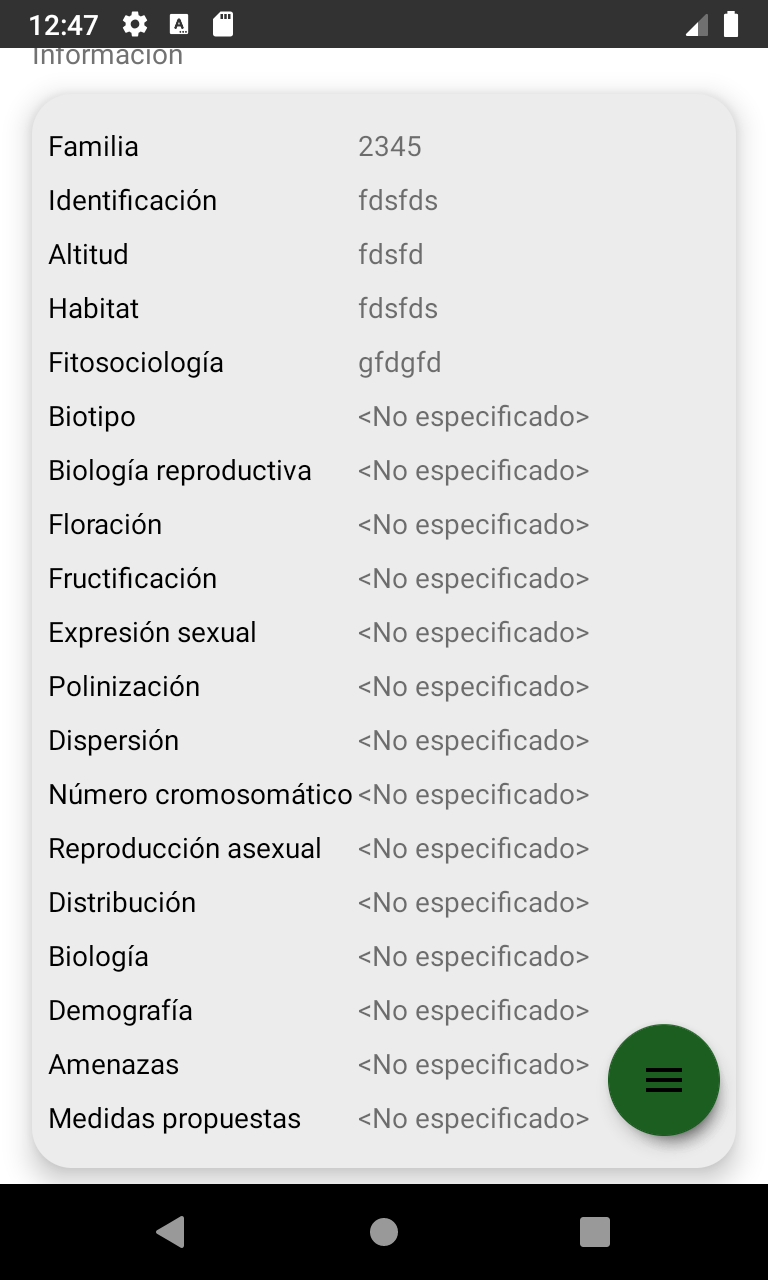 12:47
Información
Familia 2345
Identificación fdsfds
Altitud fdsfd
Habitat fdsfds
Fitosociología gfdgfd
Biotipo <No especificado>
Biología reproductiva <No especificado>
Floración <No especificado>
Fructificación <No especificado>
Expresión sexual <No especificado>
Polinización <No especificado>
Dispersión <No especificado>
Número cromosomático <No especificado>
Reproducción asexual <No especificado>
Distribución <No especificado>
Biología <No especificado>
Demografía <No especificado>
Amenazas <No especificado>
Medidas propuestas <No especificado>